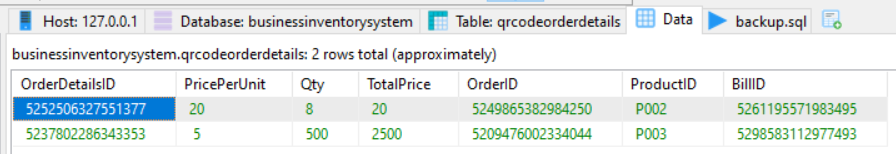 Host: 127.0.0.1 Database: businessinventorysystem Table: qrcodeorderdetails Data backup.sql
businessinventorysystem.qrcodeorderdetails: 2 rows total (approximately)
OrderDetailsID PricePerUnit Qty TotalPrice OrderID ProductID BillID
5252506327551377 20 8 20 5249865382984250 P002 5261195571983495
5237802286343353 5 500 2500 5209476002334044 P003 5298583112977493